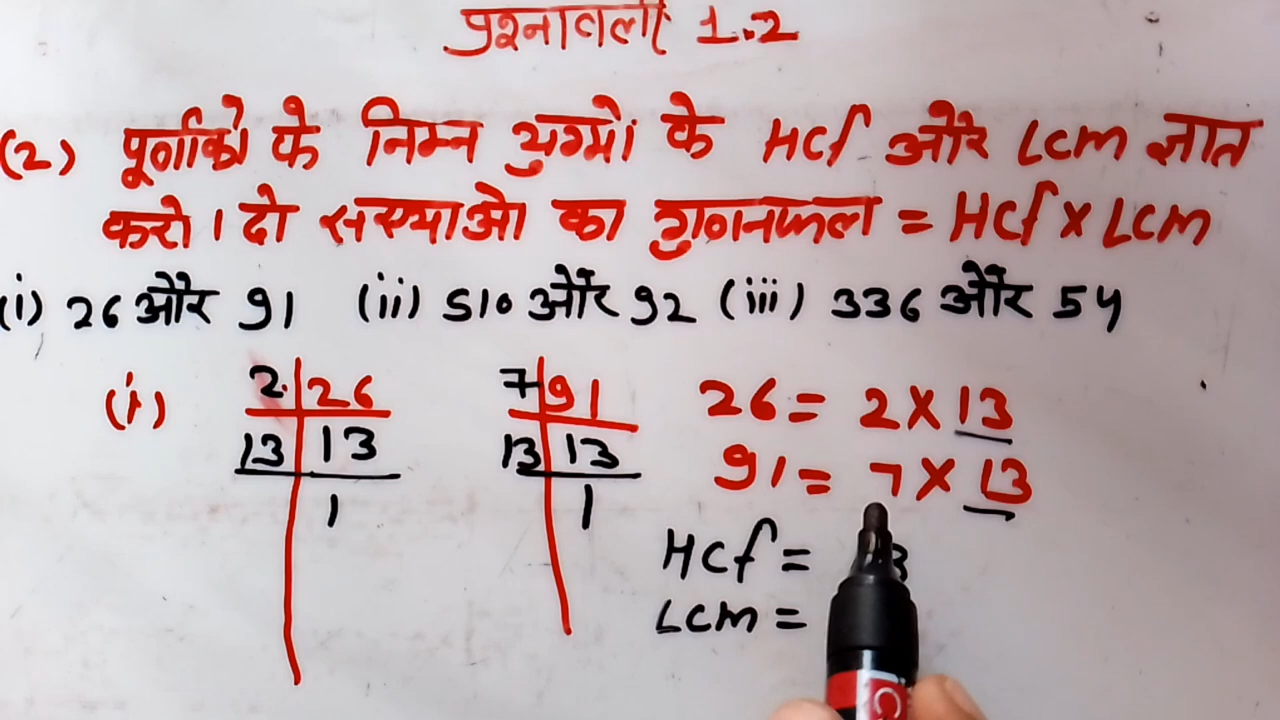 प्रश्नावली 1.2
(2) पूर्णांको के निम्न युग्मो के HCf और LCM ज्ञात
करो । दो संख्याओ का गुणनफल = HCf x LCM
(i) 26 और 91 (ii) 510 और 92 (iii) 336 और 54
(i) 2 26 7 91 26 = 2 x 13
13 13 13 13 91 = 7 x 13
1 1 HCf =
LCM =
C